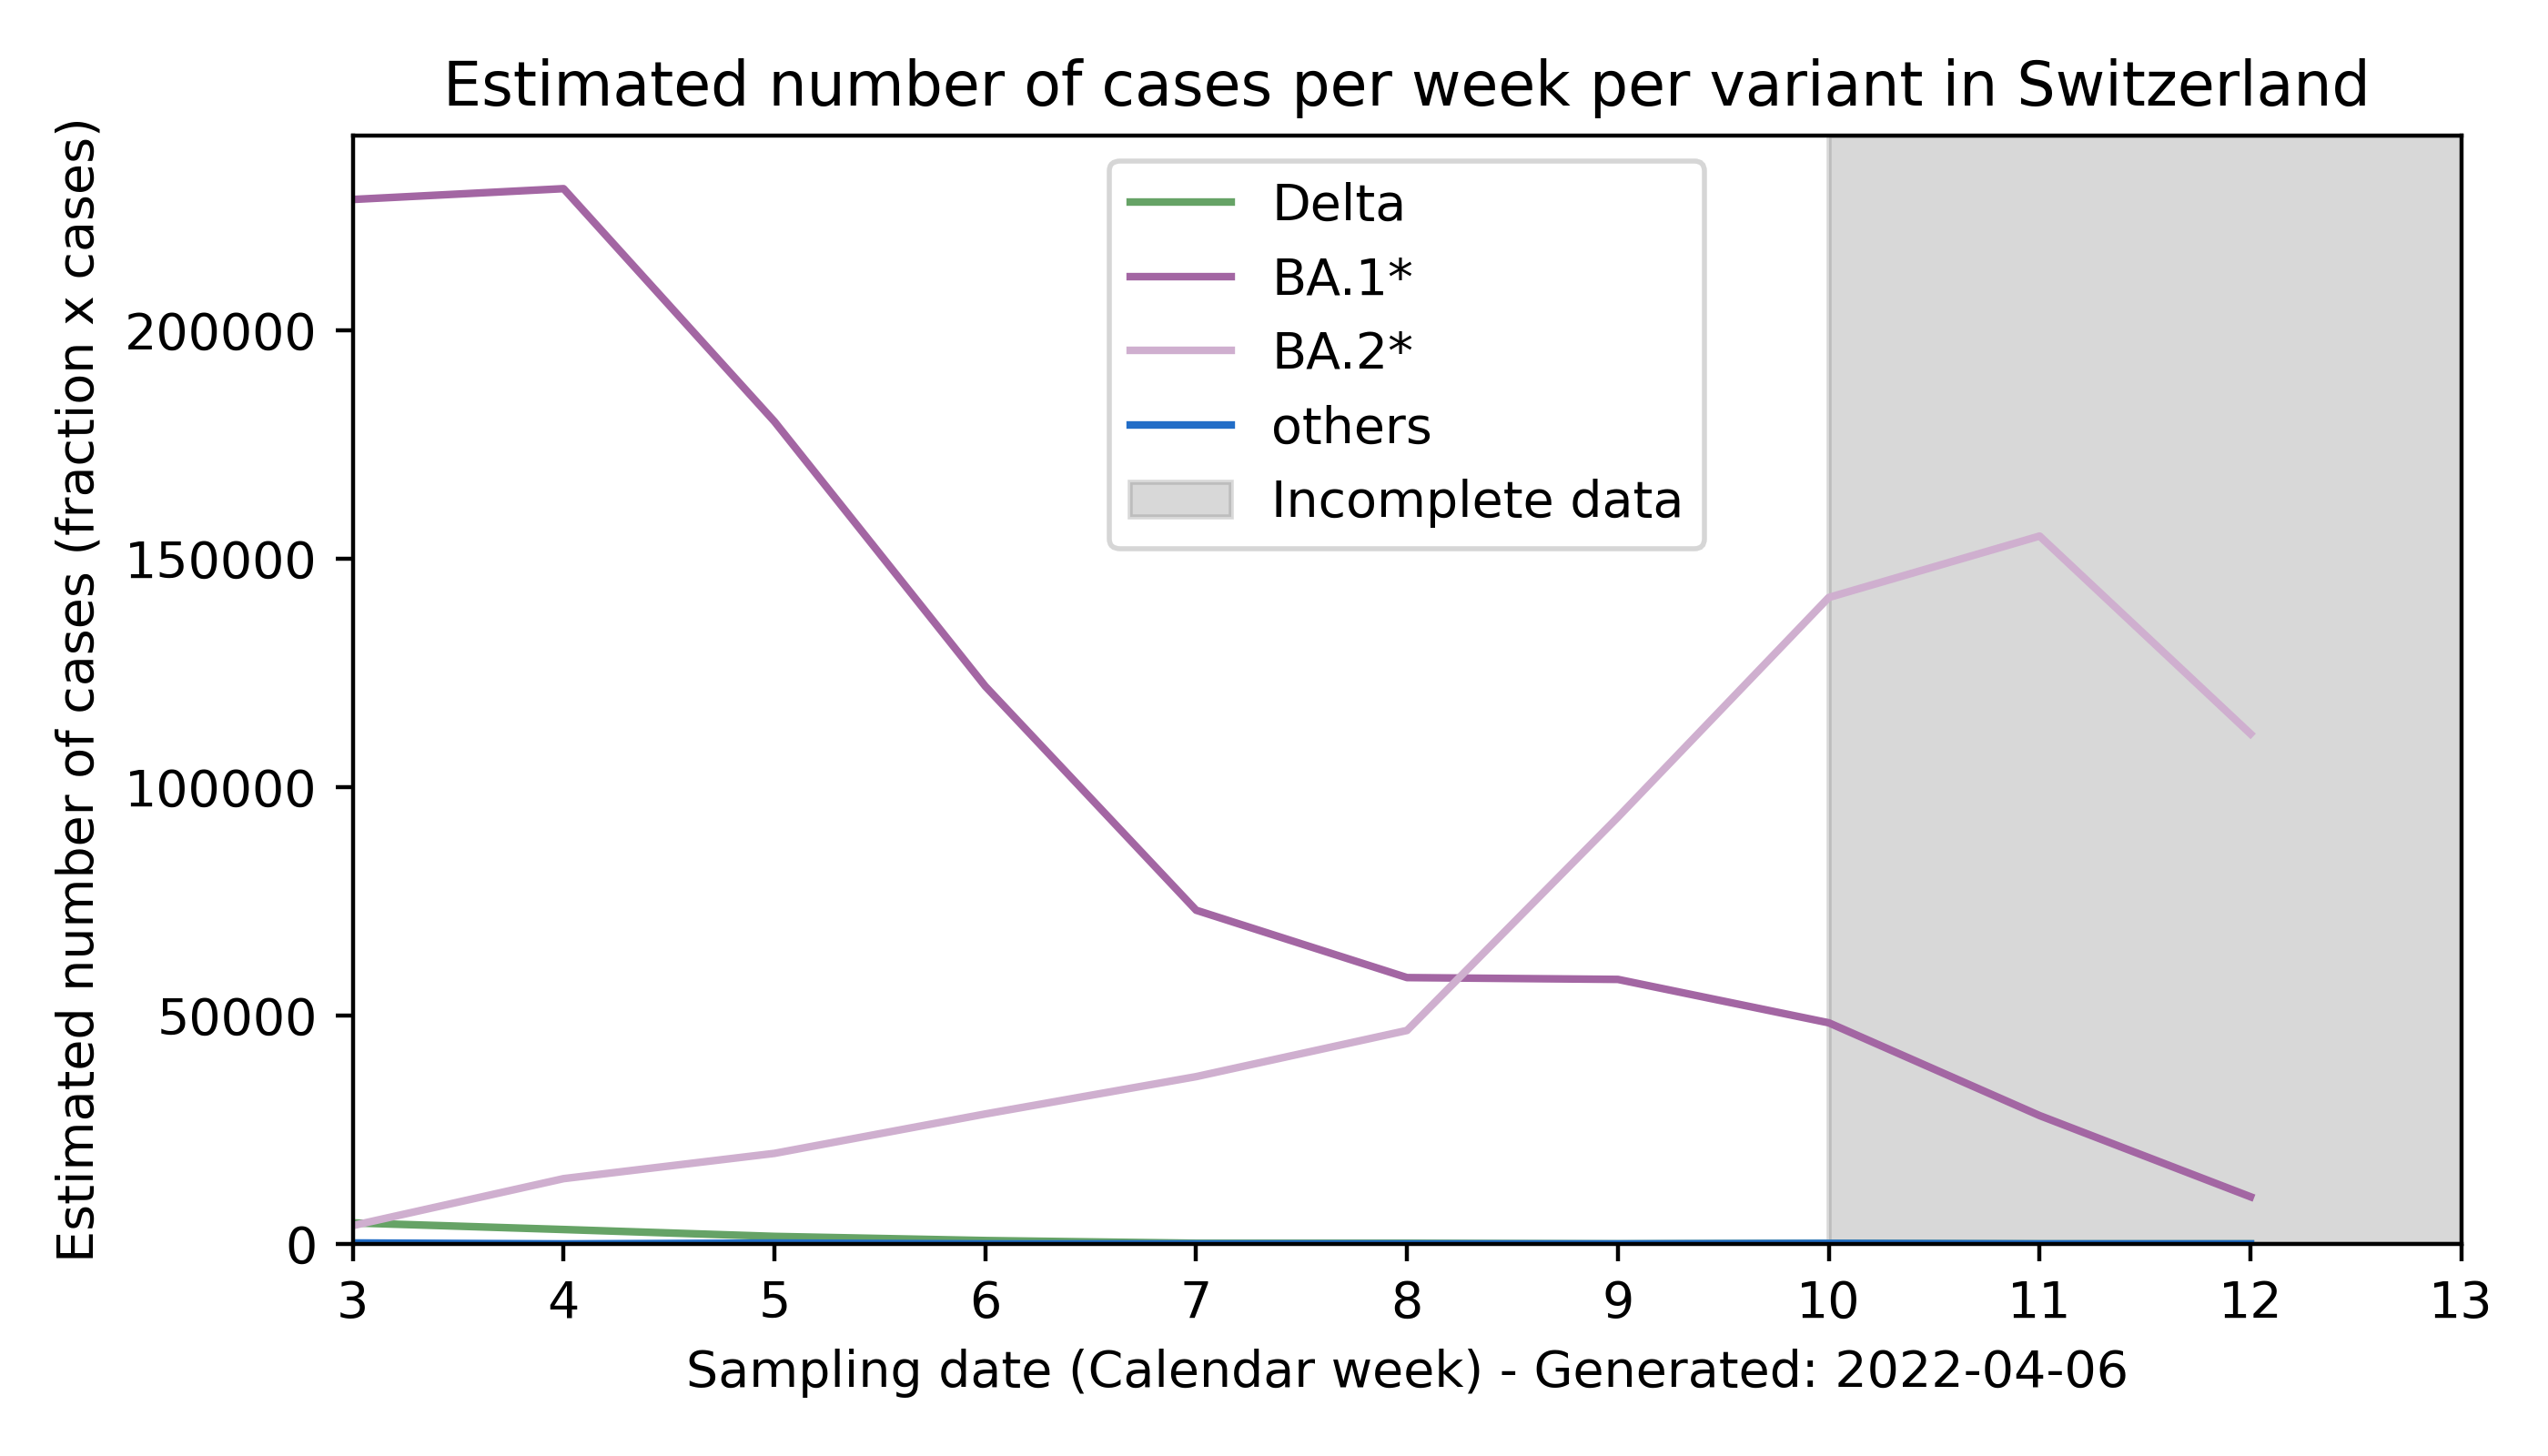 Estimated number of cases per week per variant in Switzerland
Estimated number of cases (fraction x cases)
200000
150000
100000
50000
0
Delta
BA.1*
BA.2*
others
Incomplete data
3 4 5 6 7 8 9 10 11 12 13
Sampling date (Calendar week) - Generated: 2022-04-06